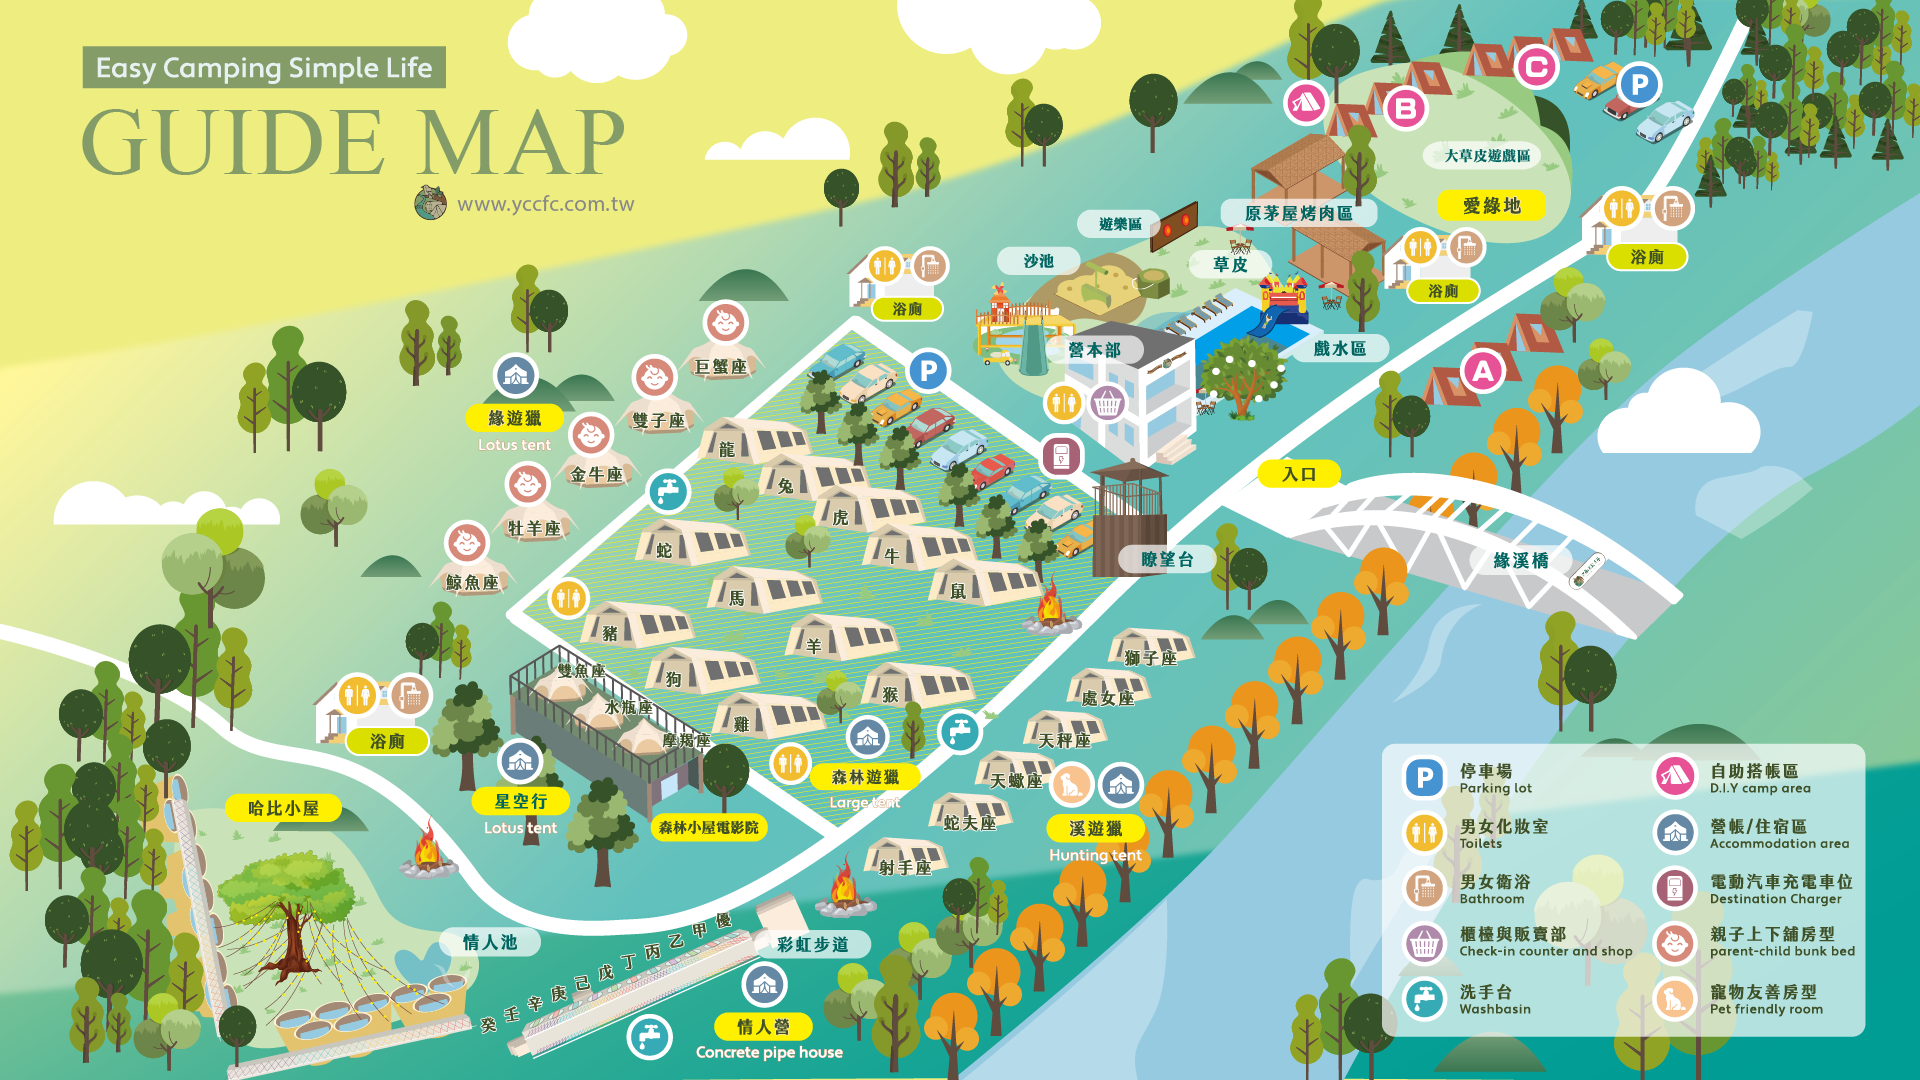 Easy Camping Simple Life
GUIDE MAP
www.yccfc.com.tw
C
P
B
大草皮遊戲區
愛綠地
原茅屋烤肉區
遊樂區
沙池
草皮
浴廁
浴廁
浴廁
營本部
戲水區
P
A
巨蟹座
雙子座
緣遊獵
Lotus tent
金牛座
牡羊座
鯨魚座
龍
兔
虎
牛
鼠
蛇
馬
羊
猴
豬
狗
雞
入口
瞭望台
緣溪橋
雙魚座
水瓶座
摩羯座
浴廁
星空行
Lotus tent
森林小屋電影院
森林遊獵
Large tent
獅子座
處女座
天秤座
天蠍座
蛇夫座
射手座
溪遊獵
Hunting tent
哈比小屋
情人池
彩虹步道
癸 壬 辛 庚 己 戊 丁 丙 乙 甲 優
情人營
Concrete pipe house
P
停車場
Parking lot
男女化妝室
Toilets
男女衛浴
Bathroom
櫃檯與販賣部
Check-in counter and shop
洗手台
Washbasin
自助搭帳區
D.I.Y camp area
營帳/住宿區
Accommodation area
電動汽車充電車位
Destination Charger
親子上下舖房型
parent-child bunk bed
寵物友善房型
Pet friendly room